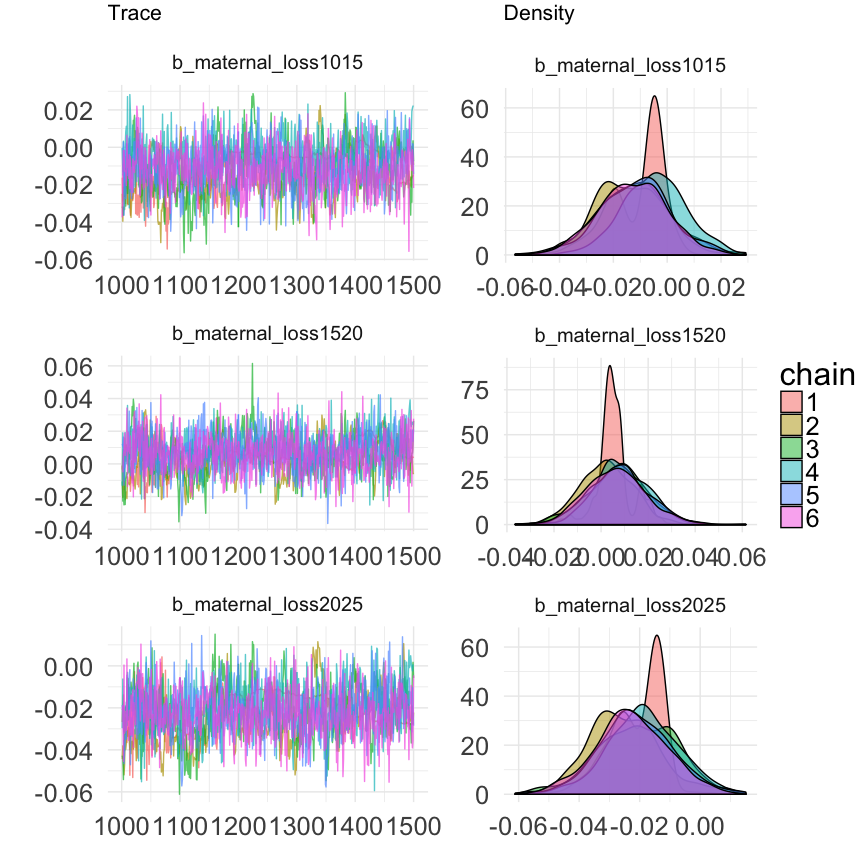 Trace
Density
b_maternal_loss1015
b_maternal_loss1015
0.02
0.00
-0.02
-0.04
-0.06
1000 1100 1200 1300 1400 1500
60
40
20
0
-0.06 -0.04 -0.02 0.00 0.02
b_maternal_loss1520
b_maternal_loss1520
0.06
0.04
0.02
0.00
-0.02
-0.04
1000 1100 1200 1300 1400 1500
75
50
25
0
-0.04 -0.02 0.00 0.02 0.04 0.06
chain
1
2
3
4
5
6
b_maternal_loss2025
b_maternal_loss2025
0.00
-0.02
-0.04
-0.06
1000 1100 1200 1300 1400 1500
60
40
20
0
-0.06 -0.04 -0.02 0.00